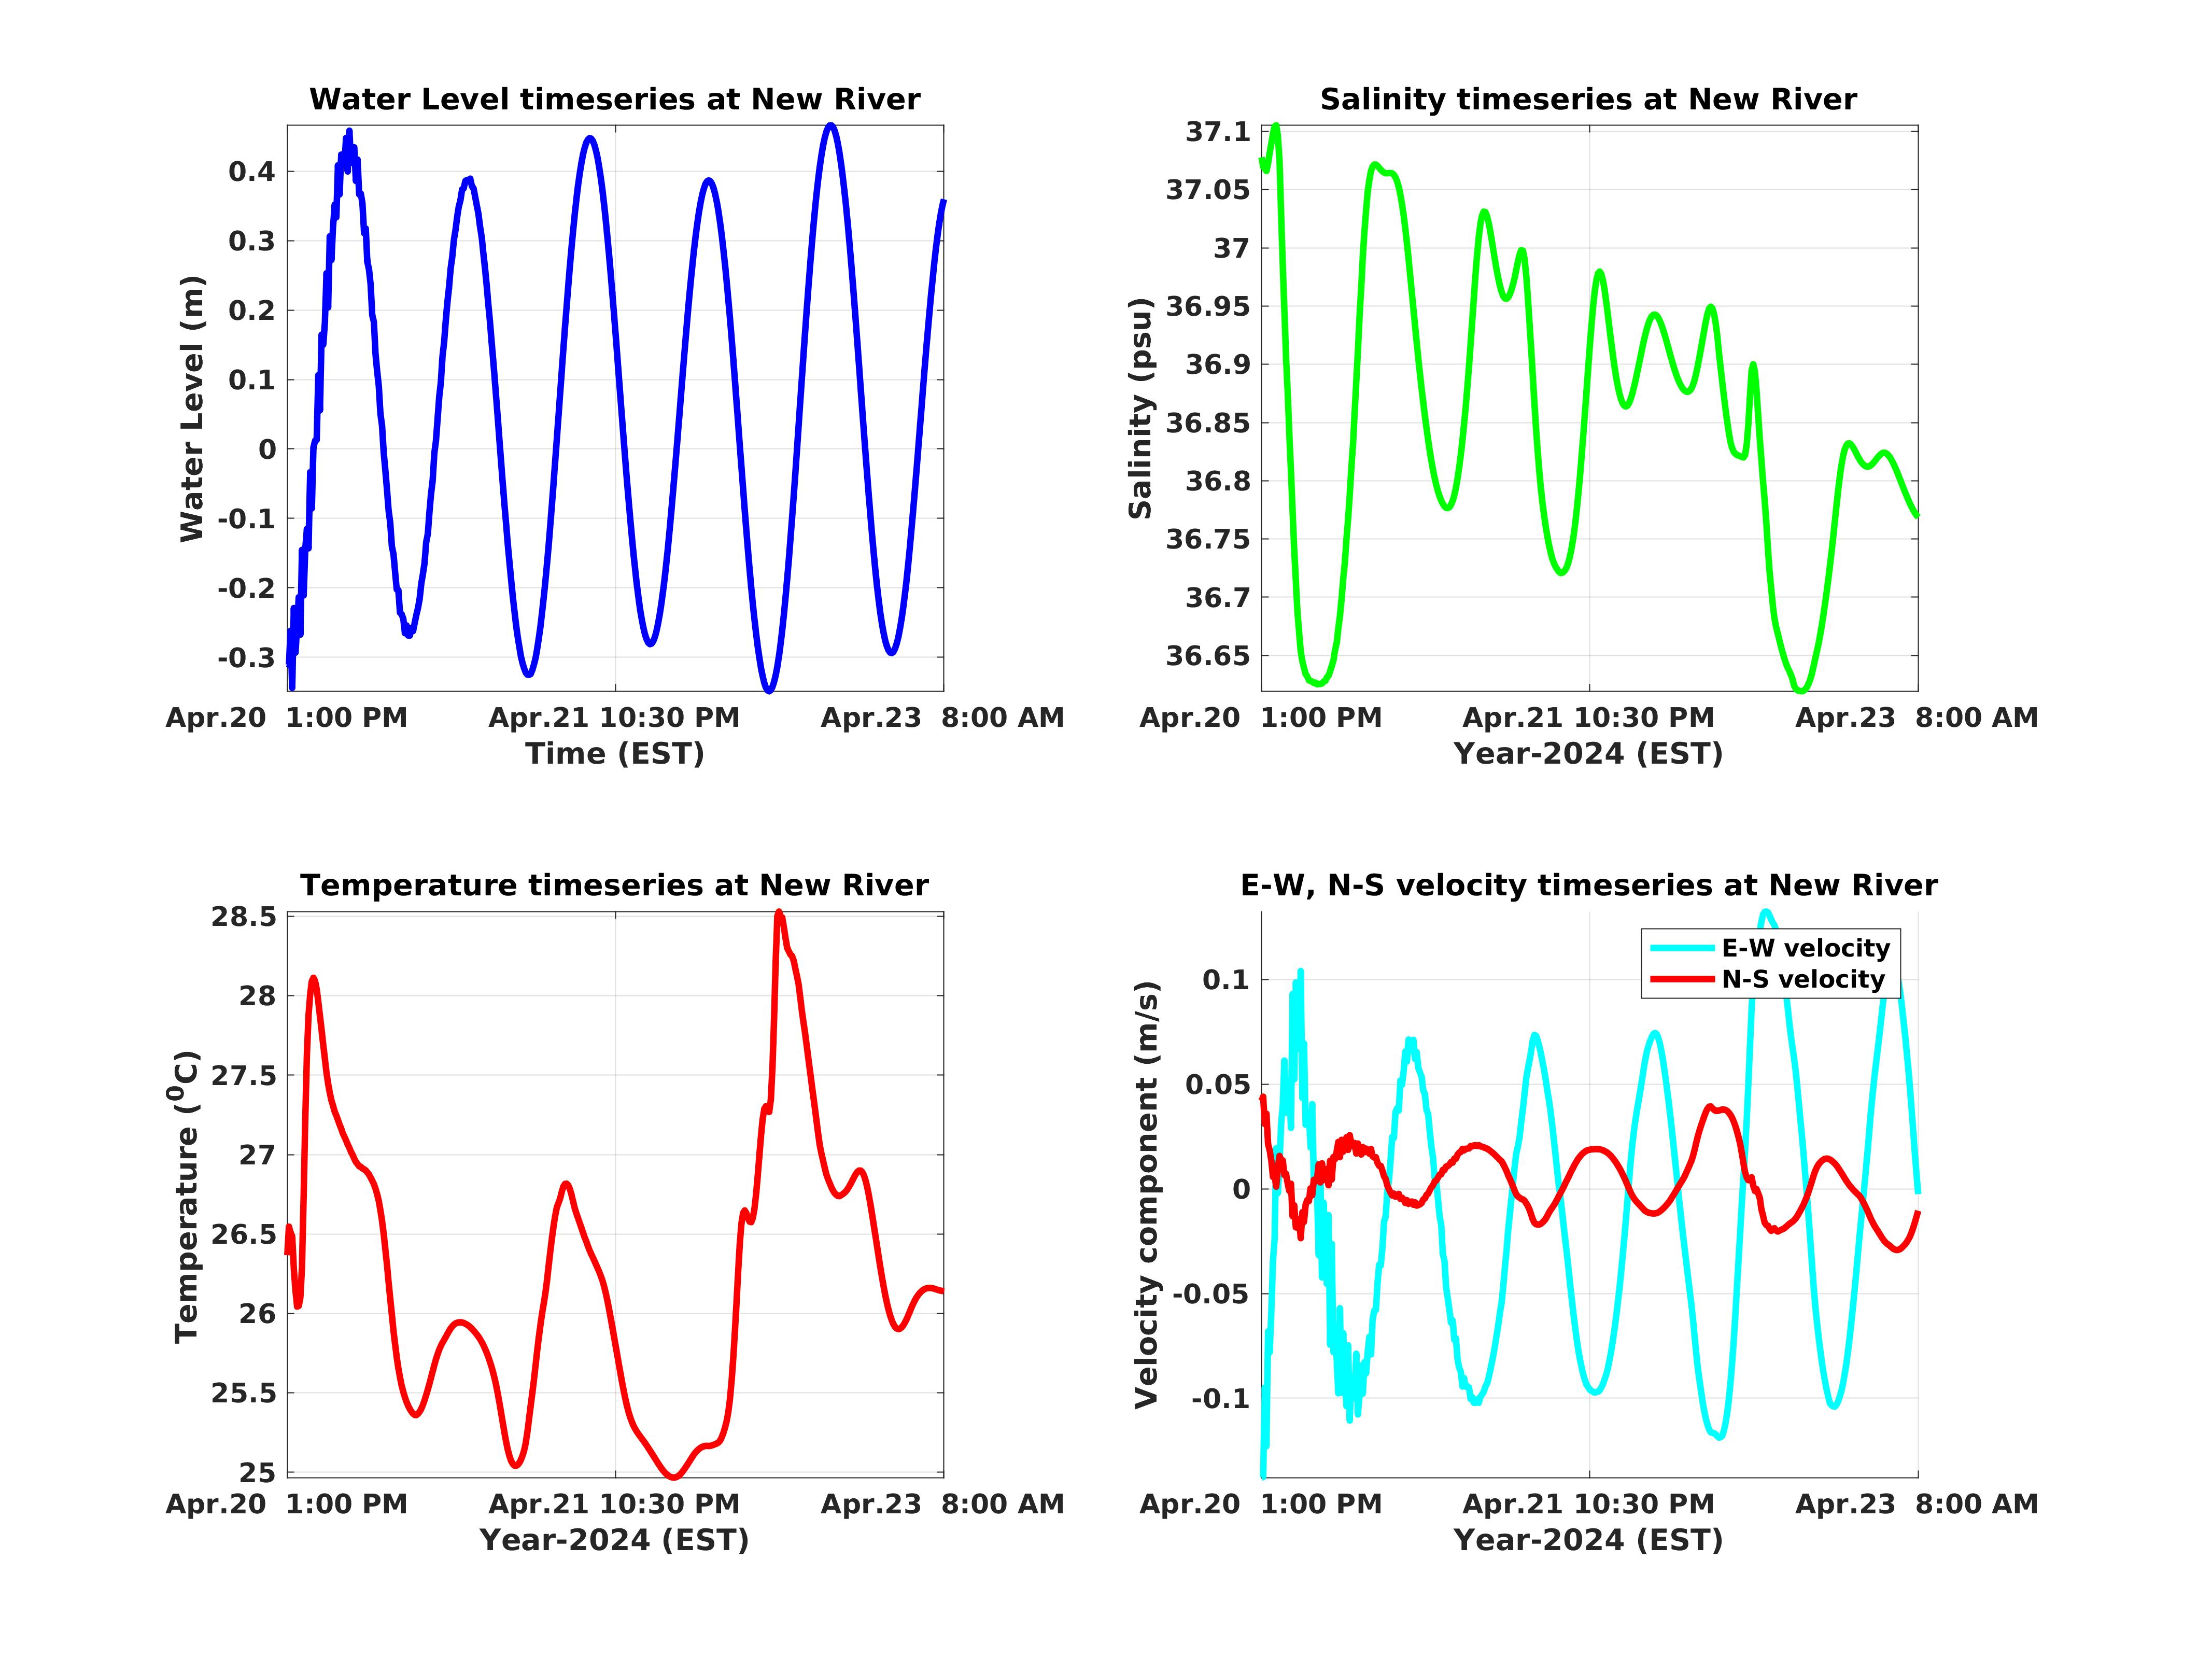 Water Level timeseries at New River
0.4
0.3
0.2
0.1
0
-0.1
-0.2
-0.3
Water Level (m)
Apr.20 1:00 PM Apr.21 10:30 PM Apr.23 8:00 AM
Time (EST)
Salinity timeseries at New River
37.1
37.05
37
36.95
36.9
36.85
36.8
36.75
36.7
36.65
Salinity (psu)
Apr.20 1:00 PM Apr.21 10:30 PM Apr.23 8:00 AM
Year-2024 (EST)
Temperature timeseries at New River
28.5
28
27.5
27
26.5
26
25.5
25
Temperature (⁰C)
Apr.20 1:00 PM Apr.21 10:30 PM Apr.23 8:00 AM
Year-2024 (EST)
E-W, N-S velocity timeseries at New River
E-W velocity
N-S velocity
0.1
0.05
0
-0.05
-0.1
Velocity component (m/s)
Apr.20 1:00 PM Apr.21 10:30 PM Apr.23 8:00 AM
Year-2024 (EST)